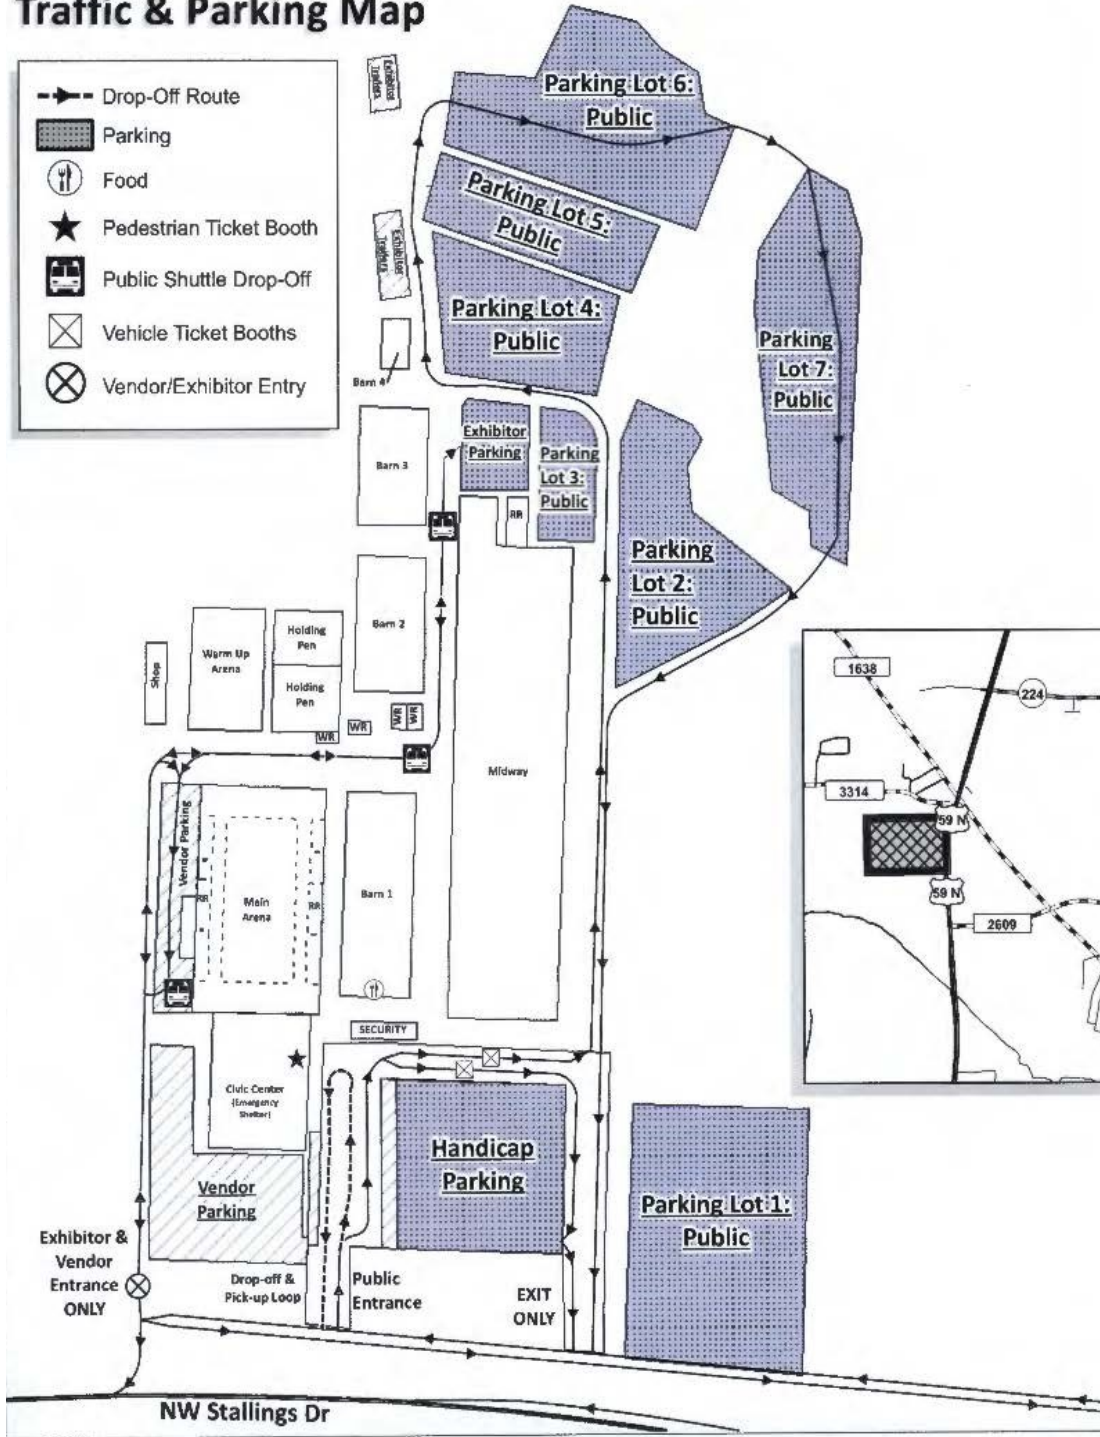 Traffic & Parking Map
Drop-Off Route
Parking
Food
Pedestrian Ticket Booth
Public Shuttle Drop-Off
Vehicle Ticket Booths
Vendor/Exhibitor Entry
Exhibitor
Trailers
Parking Lot 6:
Public
Parking Lot 5:
Public
Exhibitor
Trailers
Parking Lot 4:
Public
Parking
Lot 7:
Public
Barn 4
Exhibitor
Parking
Parking
Lot 3:
Public
Barn 3
RR
Parking
Lot 2:
Public
Barn 2
Holding
Pen
Warm Up
Arena
Shop
Holding
Pen
WR
WR
WR
WR
Midway
1638
224
3314
59 N
59 N
2609
Vendor Parking
RR
Main
Arena
RR
Barn 1
SECURITY
Civic Center
(Emergency
Shelter)
Handicap
Parking
Vendor
Parking
Parking Lot 1:
Public
Exhibitor &
Vendor
Entrance
ONLY
Drop-off &
Pick-up Loop
Public
Entrance
EXIT
ONLY
NW Stallings Dr